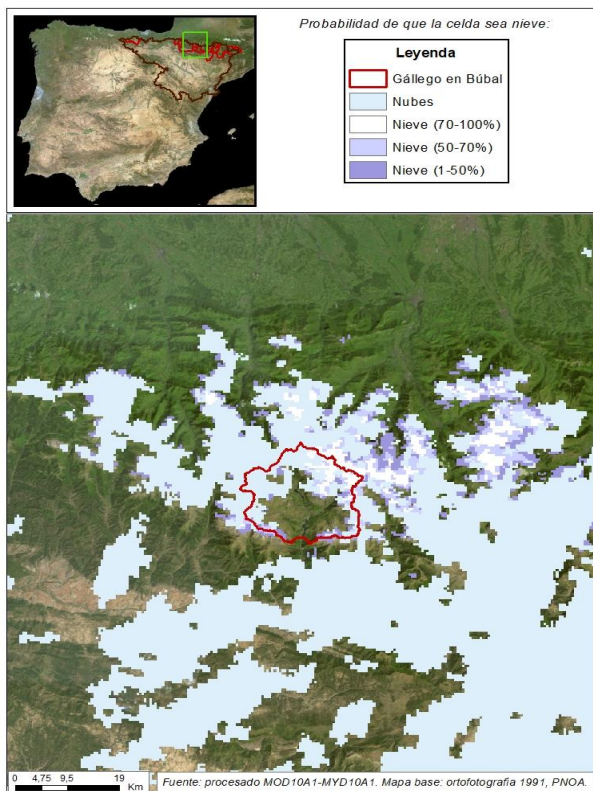 Probabilidad de que la celda sea nieve:
Leyenda
Gállego en Búbal
Nubes
Nieve (70-100%)
Nieve (50-70%)
Nieve (1-50%)
0 4,75 9,5 19
Km
Fuente: procesado MOD10A1-MYD10A1. Mapa base: ortofotografía 1991, PNOA.